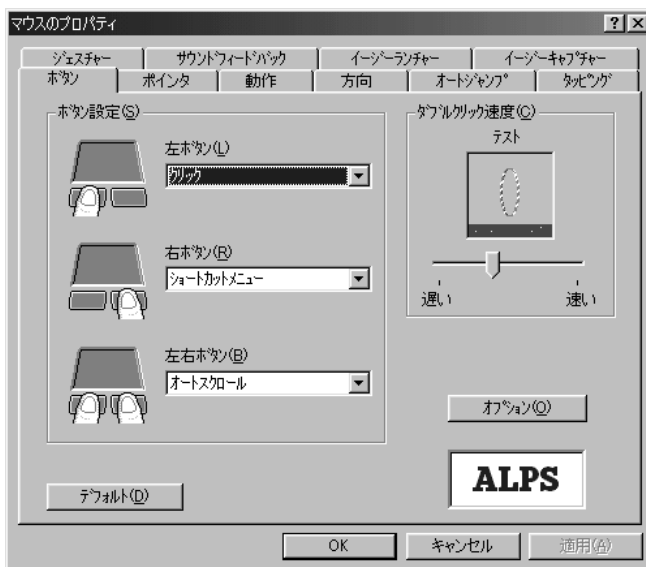 マウスのプロパティ
ジェスチャー サウンドフィードバック イージーランチャー イージーキャプチャー
ボタン ポインタ 動作 方向 オートジャンプ タッピング
ボタン設定(S)
左ボタン(L)
クリック
右ボタン(R)
ショートカットメニュー
左右ボタン(B)
オートスクロール
デフォルト(D)
ダブルクリック速度(C)
テスト
遅い 速い
オプション(O)
ALPS
OK キャンセル 適用(A)